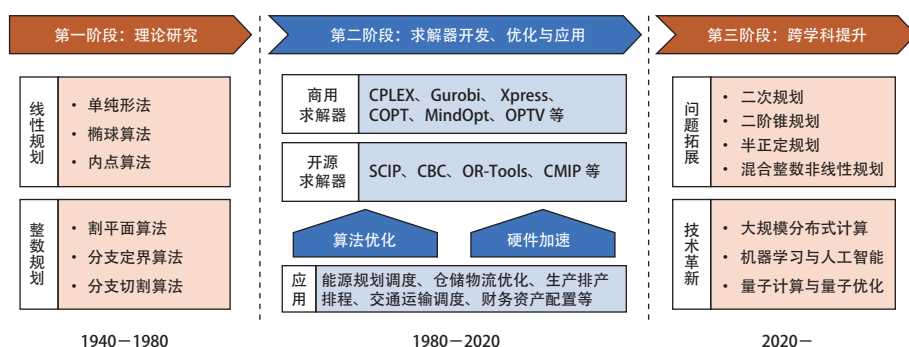 第一阶段：理论研究
线性规划
• 单纯形法
• 椭球算法
• 内点算法
整数规划
• 割平面算法
• 分支定界算法
• 分支切割算法
1940－1980
第二阶段：求解器开发、优化与应用
商用
求解器
CPLEX、Gurobi、 Xpress、
COPT、MindOpt、OPTV 等
开源
求解器
SCIP、CBC、OR-Tools、CMIP 等
算法优化
硬件加速
应用
能源规划调度、仓储物流优化、生产排产
排程、交通运输调度、财务资产配置等
1980－2020
第三阶段：跨学科提升
问题拓展
• 二次规划
• 二阶锥规划
• 半正定规划
• 混合整数非线性规划
技术革新
• 大规模分布式计算
• 机器学习与人工智能
• 量子计算与量子优化
2020－